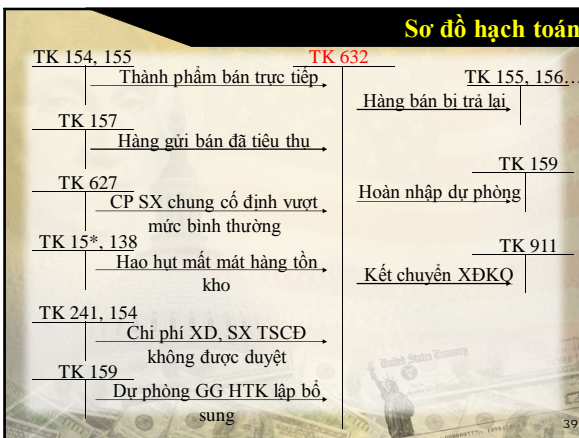 Sơ đồ hạch toán
TK 154, 155
Thành phẩm bán trực tiếp
TK 157
Hàng gửi bán đã tiêu thụ
TK 627
CP SX chung cố định vượt
mức bình thường
TK 15*, 138
Hao hụt mất mát hàng tồn
kho
TK 241, 154
Chi phí XD, SX TSCĐ
không được duyệt
TK 159
Dự phòng GG HTK lập bổ
sung
TK 632
TK 155, 156…
Hàng bán bị trả lại
TK 159
Hoàn nhập dự phòng
TK 911
Kết chuyển XĐKQ
United States Treasury
39